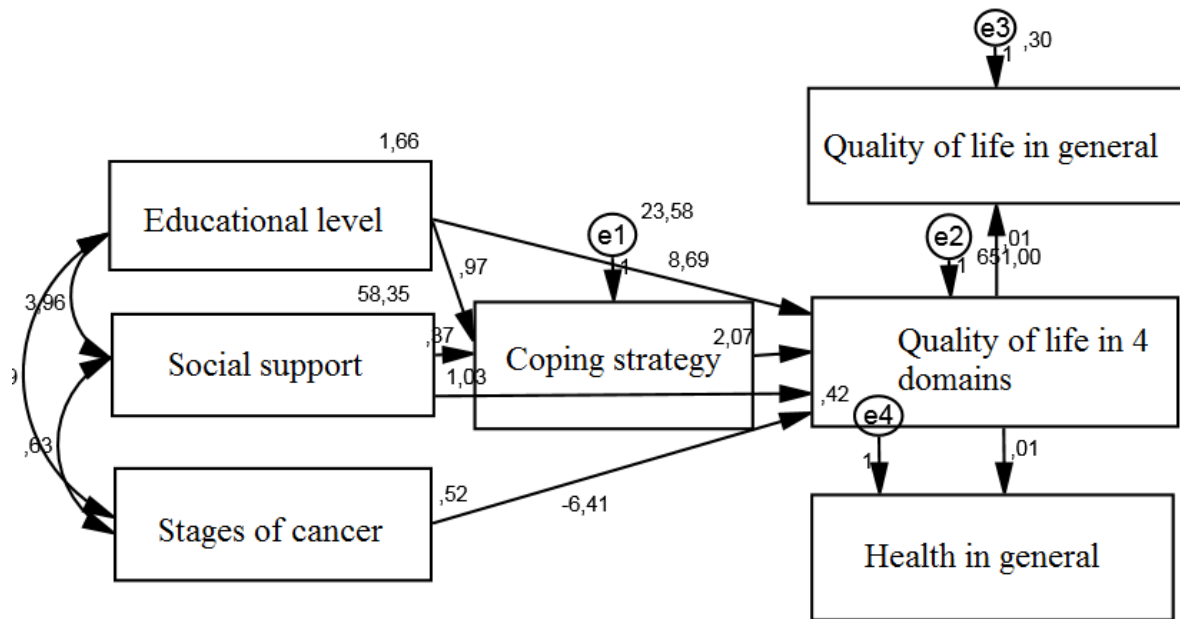 e3
1
,30
Quality of life in general
1,66
Educational level
23,58
e1
1
e2
1
,01
651,00
8,69
,97
3,96
58,35
Social support
,37
Coping strategy
2,07
Quality of life in 4
domains
9
1,03
,42
e4
,63
1
,01
,52
-6,41
Stages of cancer
Health in general